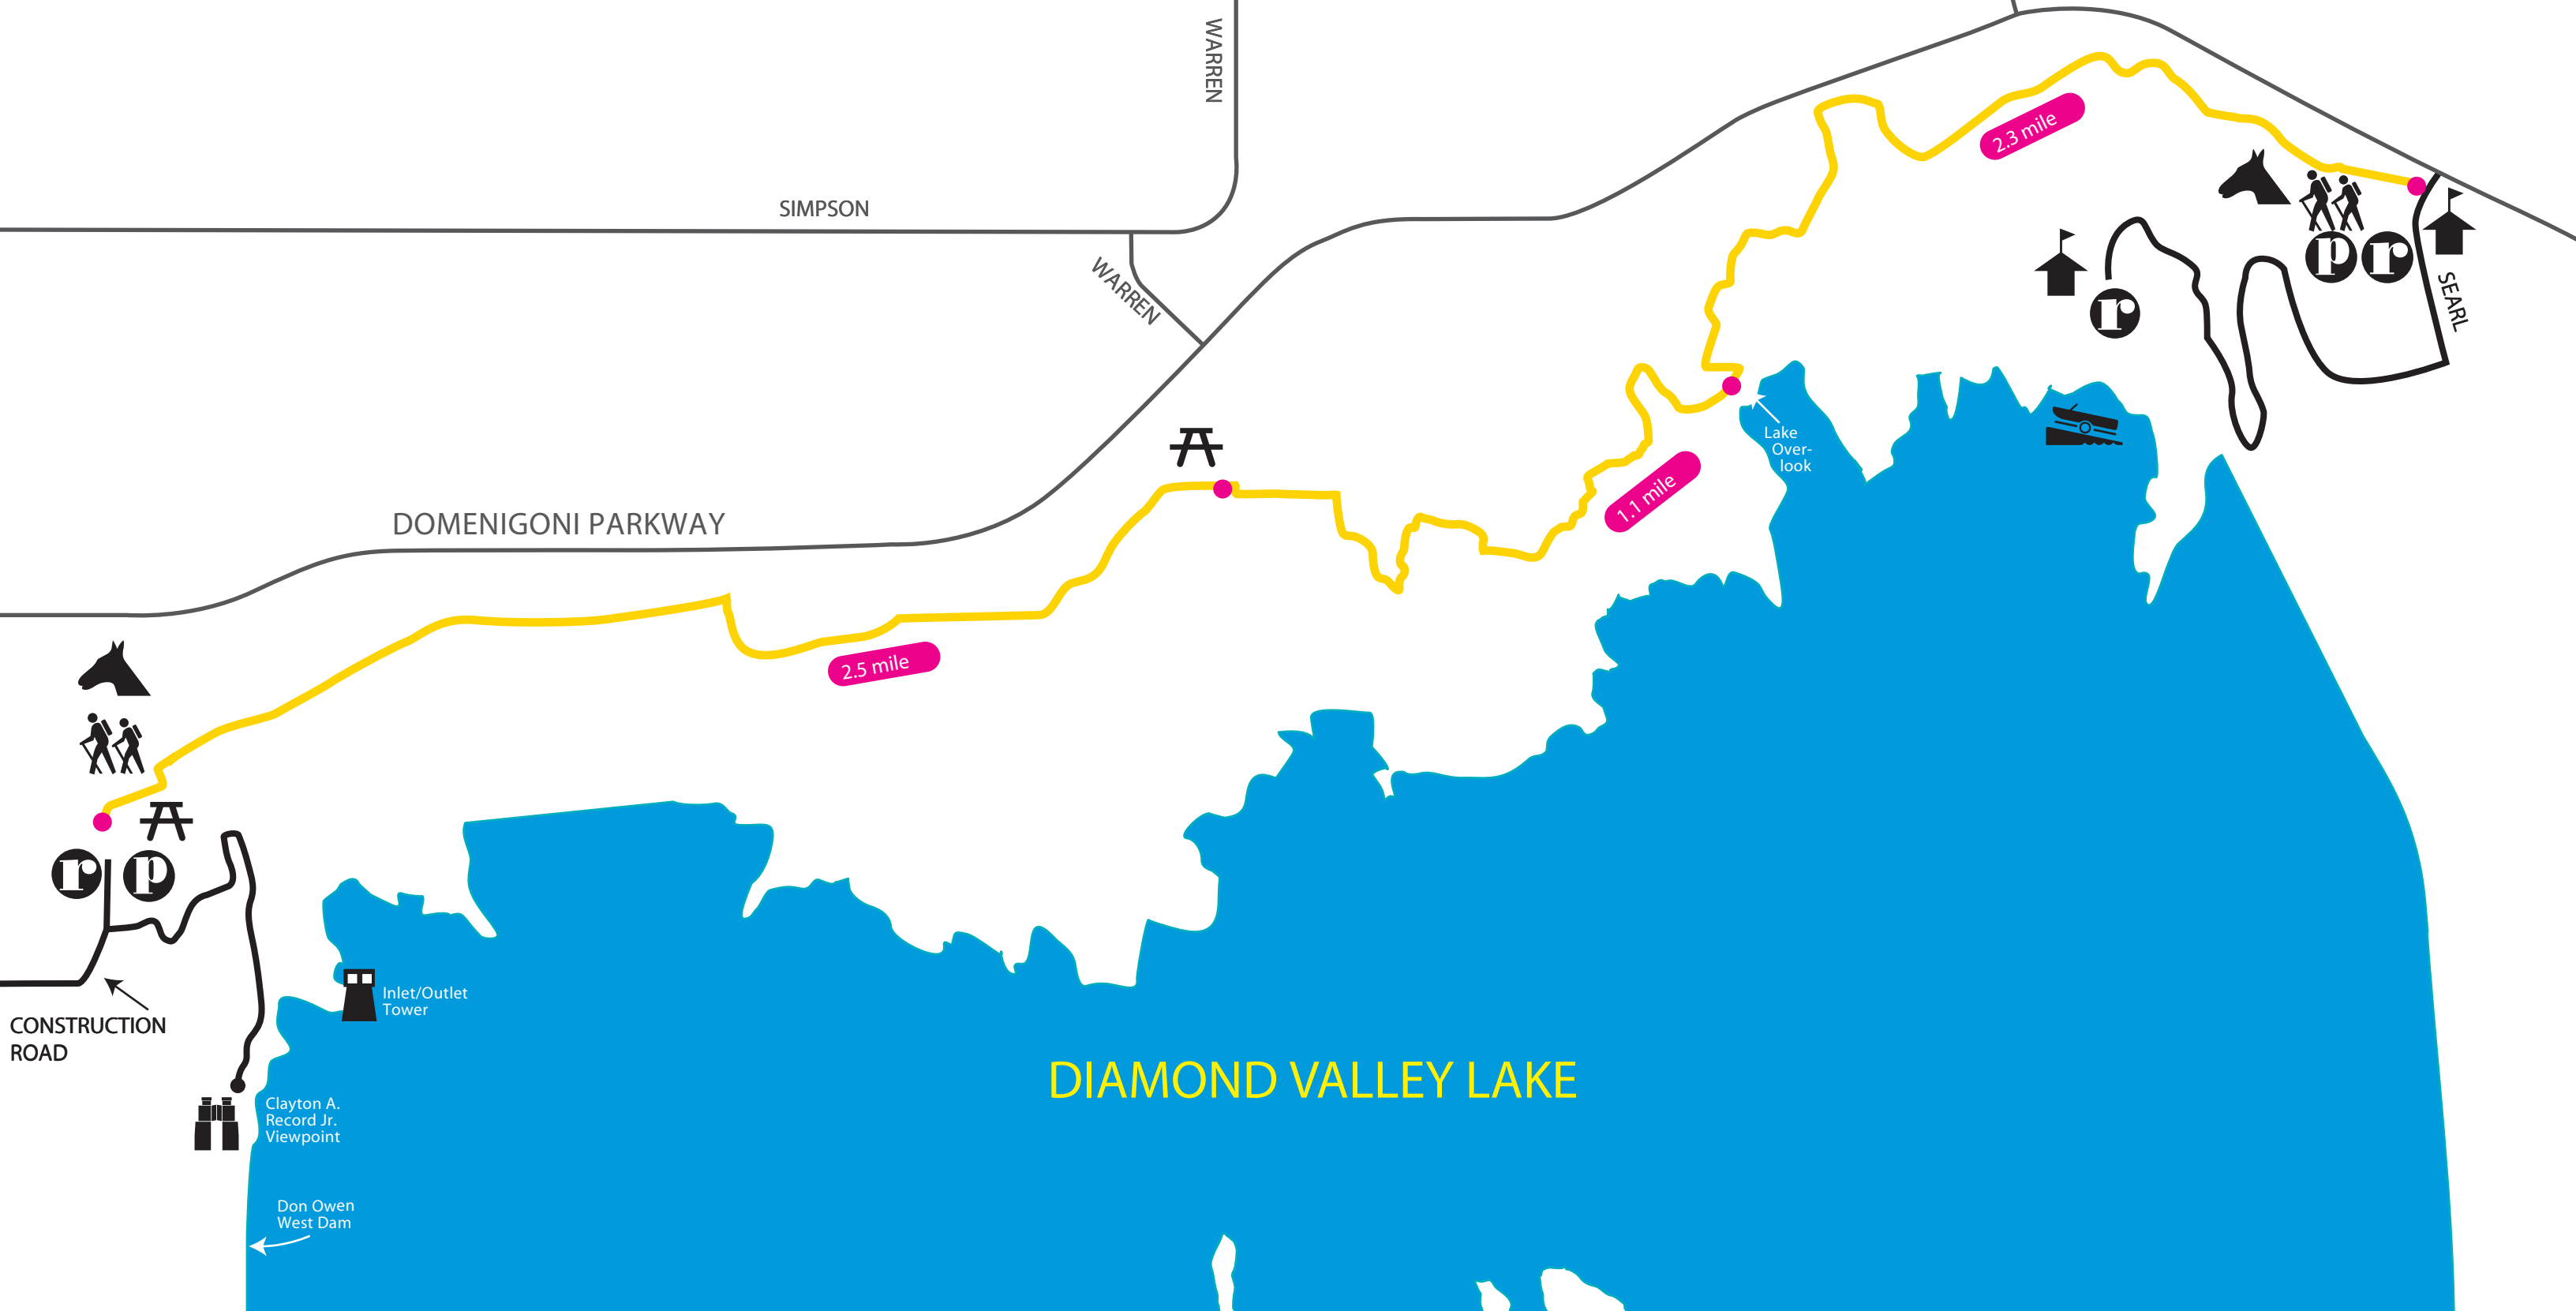 WARREN
SIMPSON
WARREN
2.3 mile
p r
r
SEARL
Lake
Over-
look
1.1 mile
DOMENIGONI PARKWAY
2.5 mile
r p
Inlet/Outlet
Tower
CONSTRUCTION
ROAD
DIAMOND VALLEY LAKE
Clayton A.
Record Jr.
Viewpoint
Don Owen
West Dam